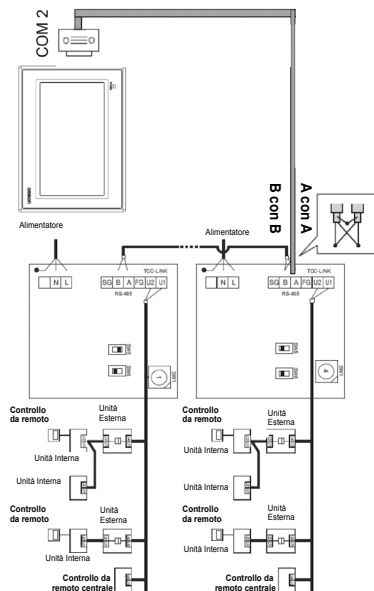 COM 2
OMRON
A con A
B con B
Alimentatore
Alimentatore
TCC-LINK
N L
SG B A FG U2 U1
RS-485
SW1
1
TCC-LINK
N L
SG B A FG U2 U1
RS-485
SW1
4
Controllo
da remoto
Unità
Esterna
Unità Interna
Unità Interna
Controllo
da remoto
Unità
Esterna
Unità Interna
Controllo da
remoto centrale
Controllo
da remoto
Unità
Esterna
Unità Interna
Unità Interna
Controllo
da remoto
Unità
Esterna
Unità Interna
Controllo da
remoto centrale